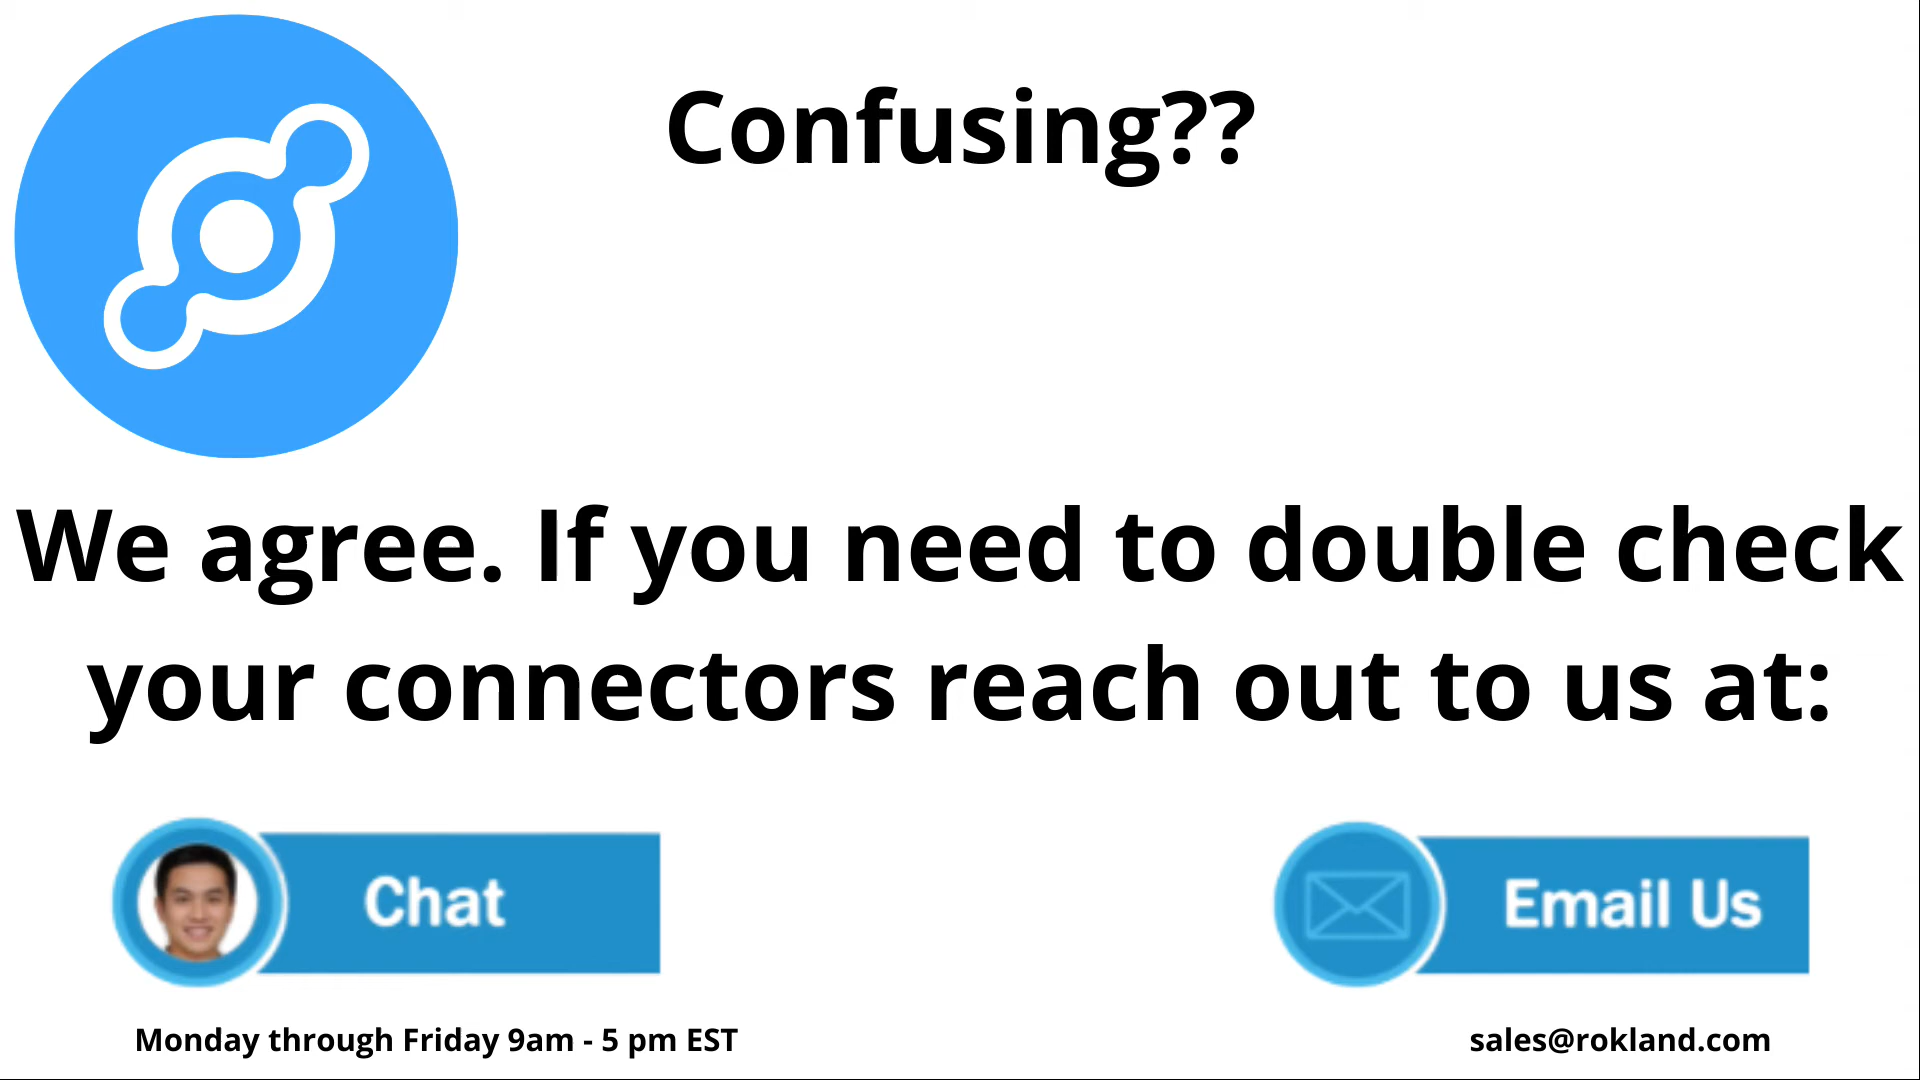 Confusing??
We agree. If you need to double check
your connectors reach out to us at:
Chat
Email Us
Monday through Friday 9am - 5 pm EST
sales@rokland.com